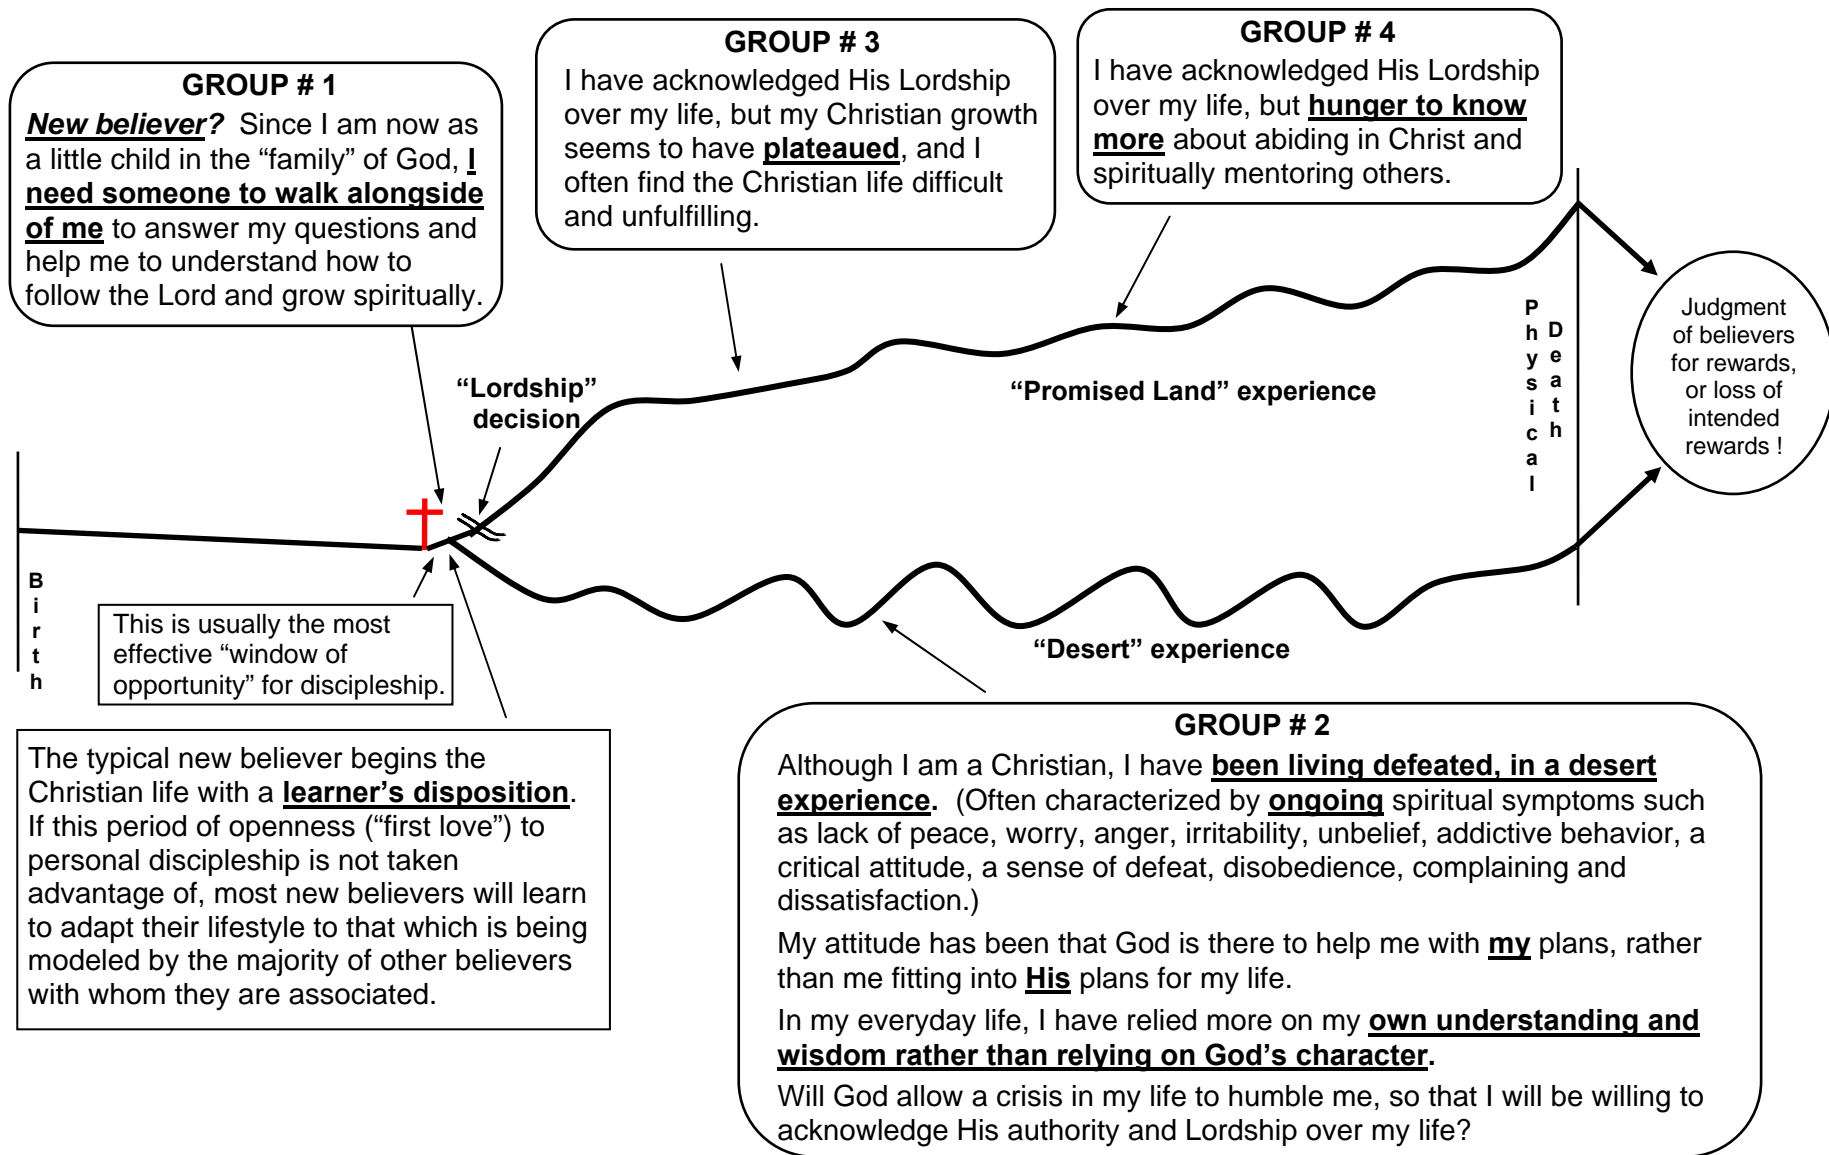 GROUP # 1
New believer?  Since I am now as
a little child in the “family” of God, I
need someone to walk alongside
of me to answer my questions and
help me to understand how to
follow the Lord and grow spiritually.
GROUP # 3
I have acknowledged His Lordship
over my life, but my Christian growth
seems to have plateaued, and I
often find the Christian life difficult
and unfulfilling.
GROUP # 4
I have acknowledged His Lordship
over my life, but hunger to know
more about abiding in Christ and
spiritually mentoring others.
“Lordship”
decision
“Promised Land” experience
Physical
Death
Judgment
of believers
for rewards,
or loss of
intended
rewards !
Birth
This is usually the most
effective “window of
opportunity” for discipleship.
“Desert” experience
The typical new believer begins the
Christian life with a learner’s disposition.
If this period of openness (“first love”) to
personal discipleship is not taken
advantage of, most new believers will learn
to adapt their lifestyle to that which is being
modeled by the majority of other believers
with whom they are associated.
GROUP # 2
Although I am a Christian, I have been living defeated, in a desert
experience.  (Often characterized by ongoing spiritual symptoms such
as lack of peace, worry, anger, irritability, unbelief, addictive behavior, a
critical attitude, a sense of defeat, disobedience, complaining and
dissatisfaction.)
My attitude has been that God is there to help me with my plans, rather
than me fitting into His plans for my life.
In my everyday life, I have relied more on my own understanding and
wisdom rather than relying on God’s character.
Will God allow a crisis in my life to humble me, so that I will be willing to
acknowledge His authority and Lordship over my life?